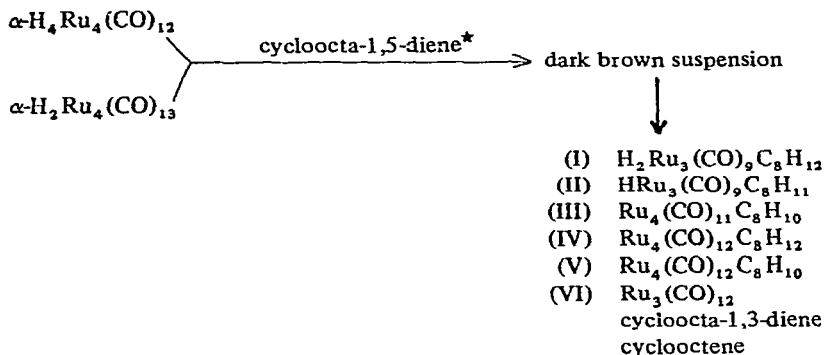 α-H₄Ru₄(CO)₁₂
cycloocta-1,5-diene★
dark brown suspension
α-H₂Ru₄(CO)₁₃
(I) H₂Ru₃(CO)₉C₈H₁₂
(II) HRu₃(CO)₉C₈H₁₁
(III) Ru₄(CO)₁₁C₈H₁₀
(IV) Ru₄(CO)₁₂C₈H₁₂
(V) Ru₄(CO)₁₂C₈H₁₀
(VI) Ru₃(CO)₁₂
cycloocta-1,3-diene
cyclooctene